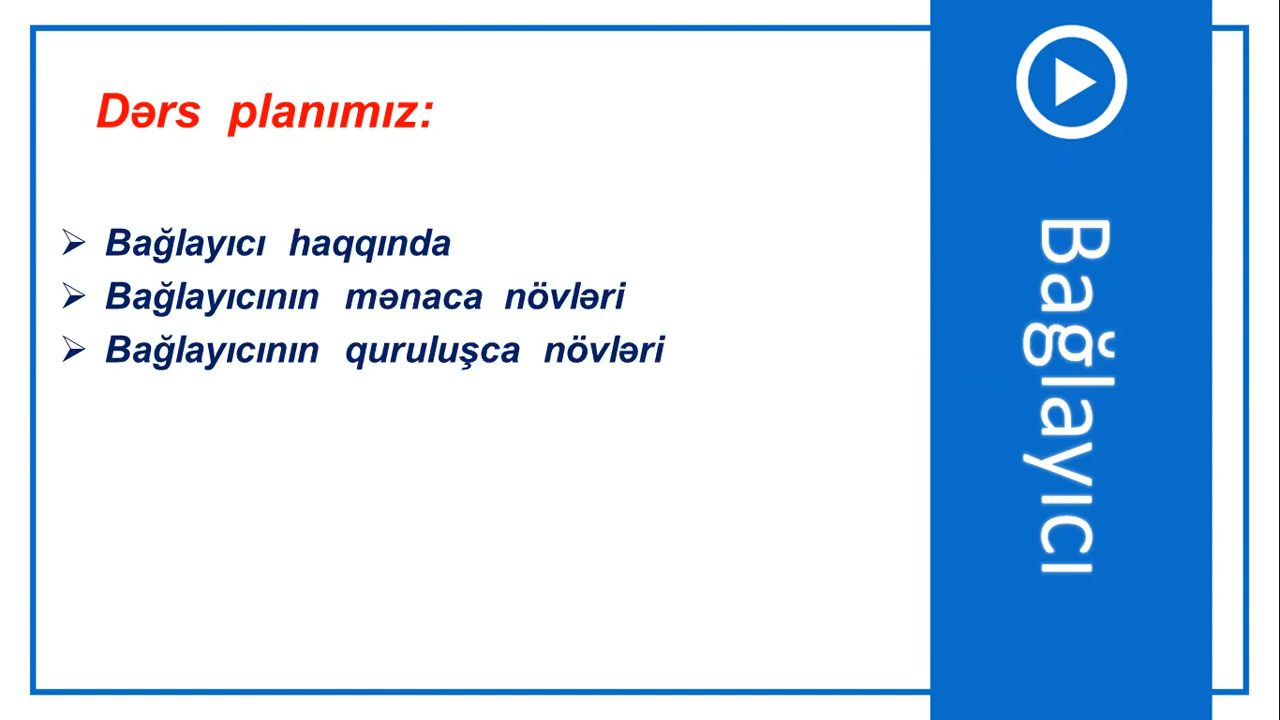 Dərs planımız:
Bağlayıcı haqqında
Bağlayıcının mənaca növləri
Bağlayıcının quruluşca növləri
Bağlayıcı